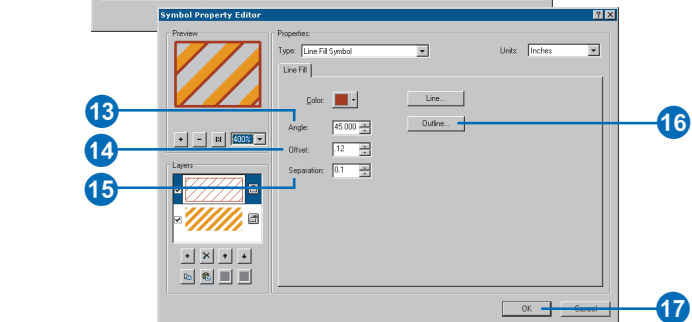 Symbol Property Editor
Preview
Properties:
Type: Line Fill Symbol
Units: Inches
Line Fill
Color:
Line...
13
16
Angle: 45.000
Outline...
14
400%
Offset: .12
15
Layers
Separation: 0.1
OK
Cancel
17